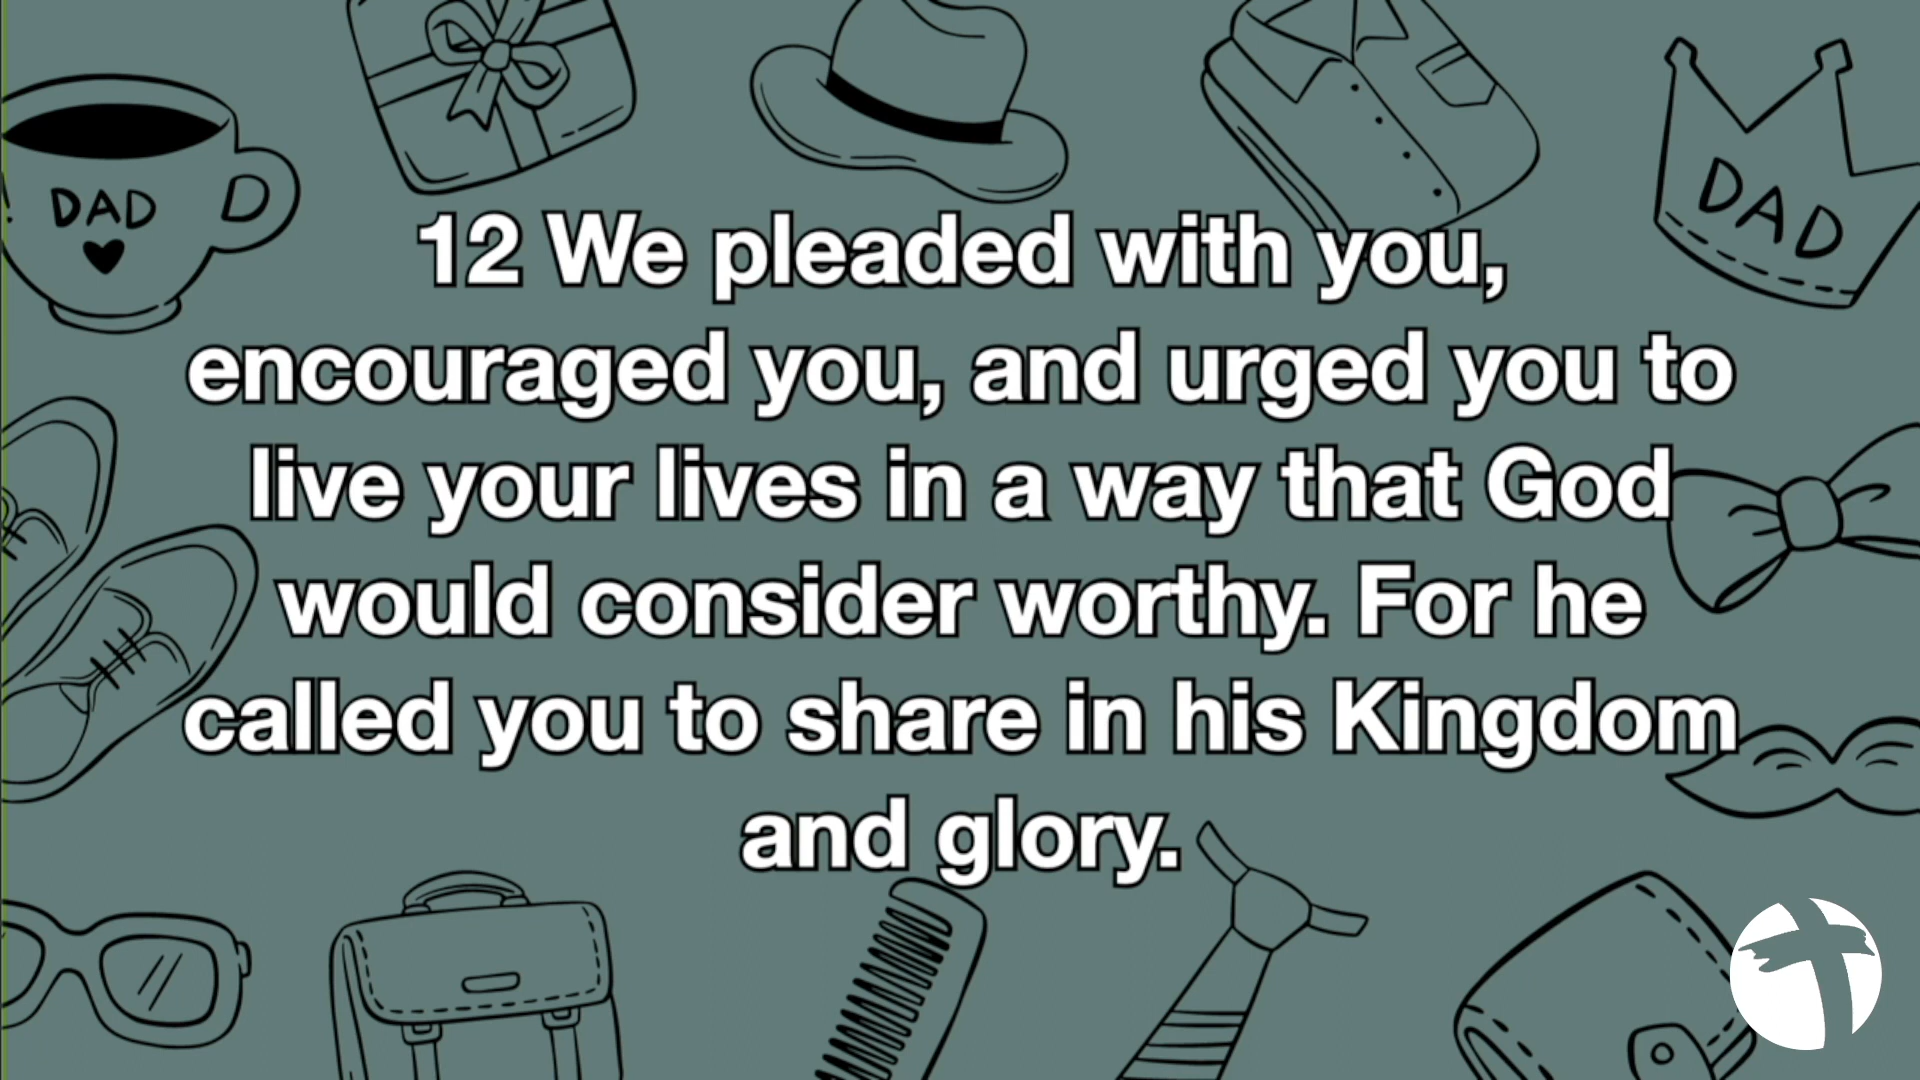 DAD
D
DAD
12 We pleaded with you,
encouraged you, and urged you to
live your lives in a way that God
would consider worthy. For he
called you to share in his Kingdom
and glory.